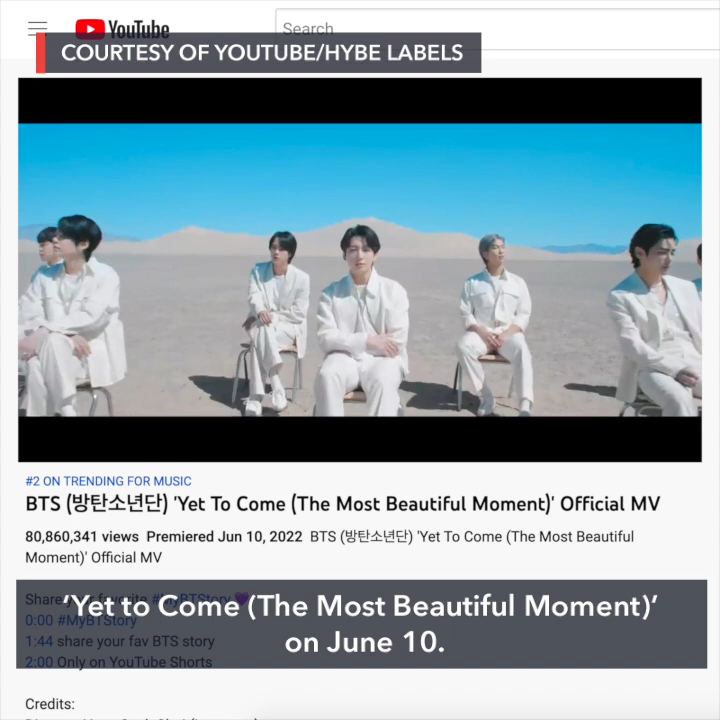 YouTube
Search
COURTESY OF YOUTUBE/HYBE LABELS
#2 ON TRENDING FOR MUSIC
BTS (방탄소년단) 'Yet To Come (The Most Beautiful Moment)' Official MV
80,860,341 views Premiered Jun 10, 2022 BTS (방탄소년단) 'Yet To Come (The Most Beautiful
Moment)' Official MV
Share your favorite #MyBTStory 💜
'Yet to Come (The Most Beautiful Moment)'
0:00 #MyBTStory
on June 10.
1:44 share your fav BTS story
2:00 Only on YouTube Shorts
Credits: